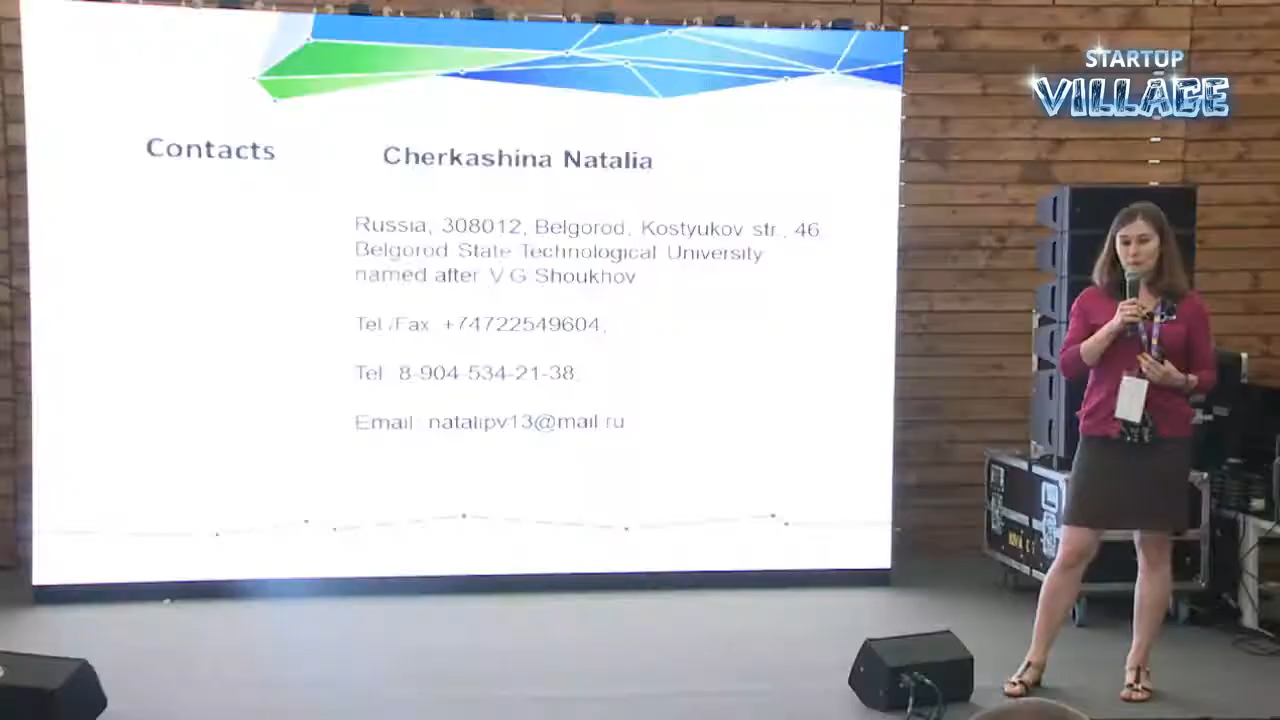 STARTUP
VILLAGE
Contacts
Cherkashina Natalia
Russia, 308012, Belgorod, Kostyukov str., 46
Belgorod State Technological University
named after V G Shoukhov
Tel./Fax +74722549604,
Tel 8-904-534-21-38,
Email natalipv13@mail.ru